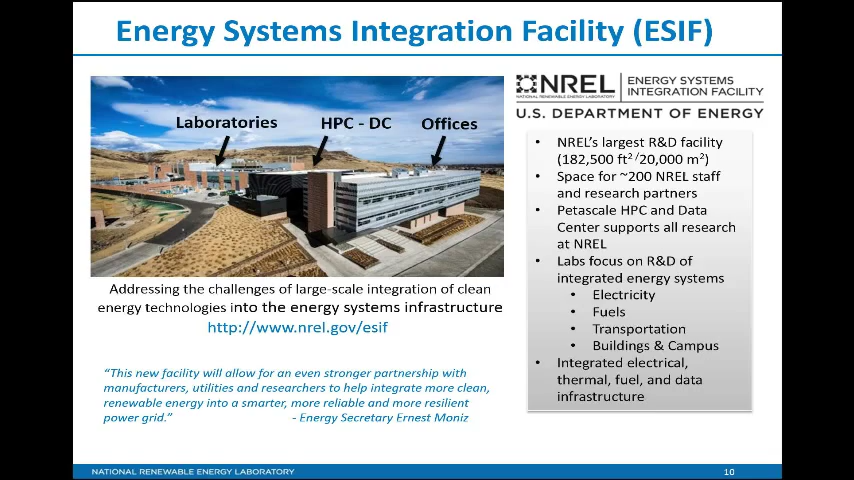 Energy Systems Integration Facility (ESIF)
Laboratories
HPC - DC
Offices
Addressing the challenges of large-scale integration of clean
energy technologies into the energy systems infrastructure
http://www.nrel.gov/esif
“This new facility will allow for an even stronger partnership with
manufacturers, utilities and researchers to help integrate more clean,
renewable energy into a smarter, more reliable and more resilient
power grid.” - Energy Secretary Ernest Moniz
NREL
NATIONAL RENEWABLE ENERGY LABORATORY
ENERGY SYSTEMS
INTEGRATION FACILITY
U.S. DEPARTMENT OF ENERGY
• NREL’s largest R&D facility
(182,500 ft²/20,000 m²)
• Space for ~200 NREL staff
and research partners
• Petascale HPC and Data
Center supports all research
at NREL
• Labs focus on R&D of
integrated energy systems
• Electricity
• Fuels
• Transportation
• Buildings & Campus
• Integrated electrical,
thermal, fuel, and data
infrastructure
NATIONAL RENEWABLE ENERGY LABORATORY
10